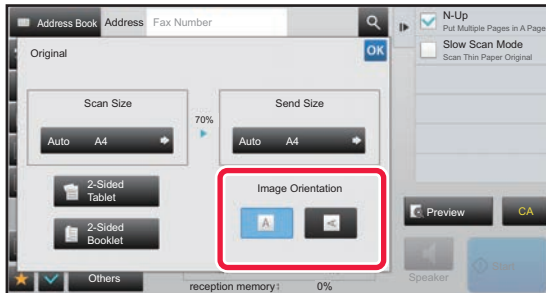 Address Book Address Fax Number
N-Up
Put Multiple Pages in A Page
Slow Scan Mode
Scan Thin Paper Original
Original
OK
Scan Size
70%
Send Size
Auto A4
Auto A4
2-Sided
Tablet
Image Orientation
A
A
2-Sided
Booklet
Preview
CA
Speaker
Start
Others
reception memory: 0%